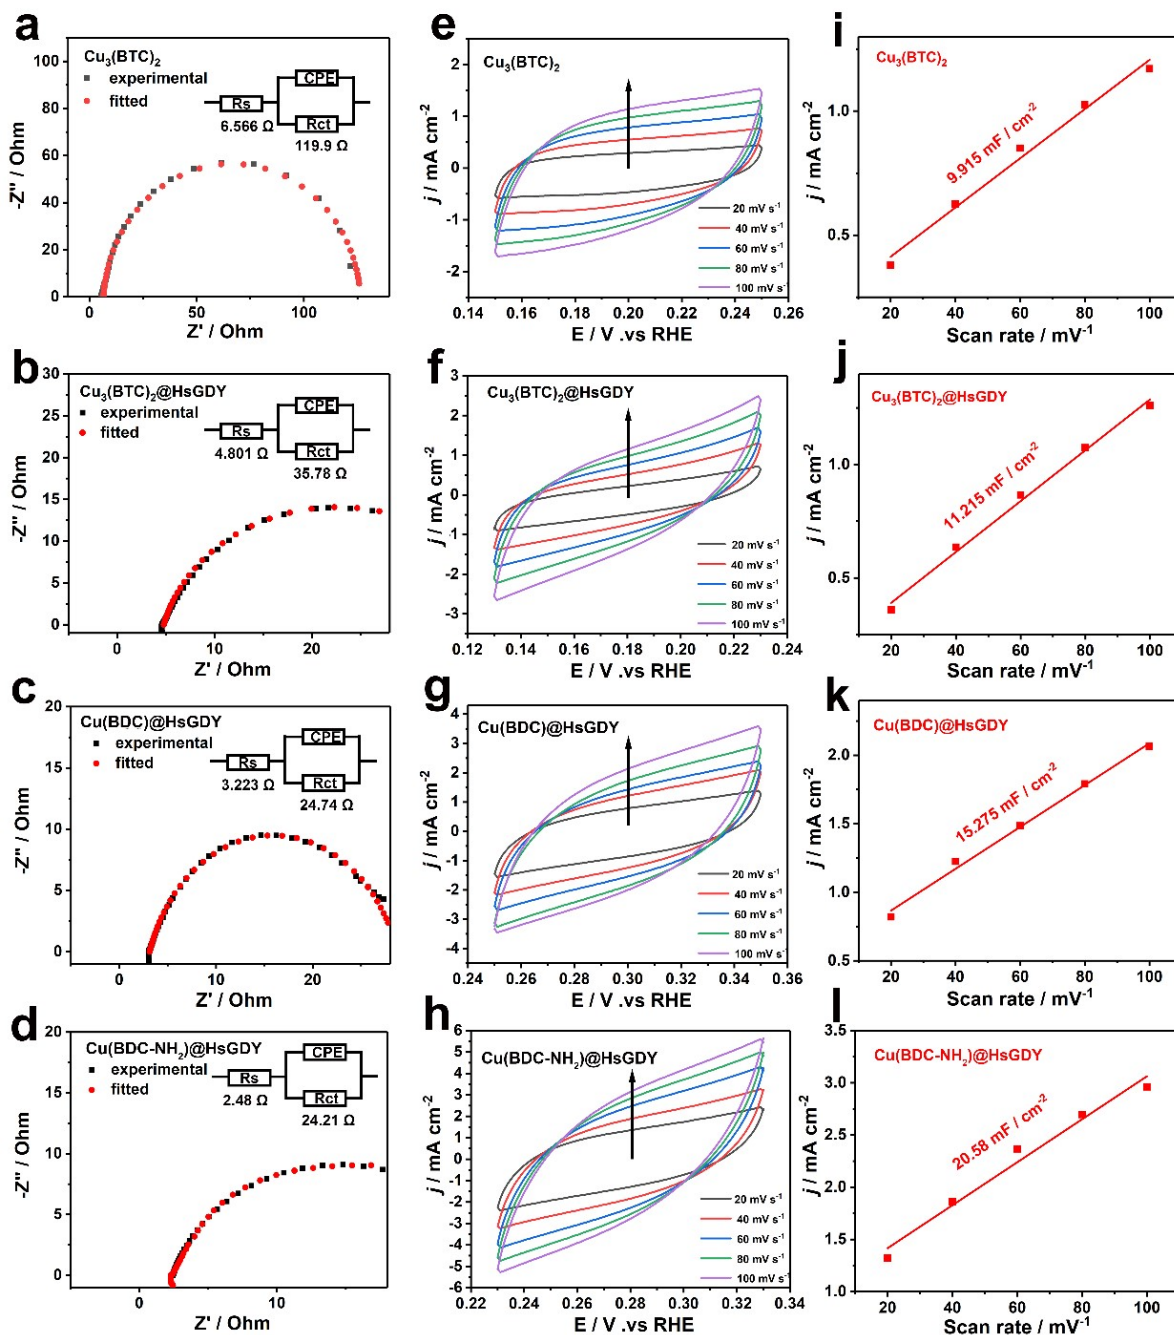 a
Cu₃(BTC)₂
experimental
fitted
CPE
Rs
6.566 Ω
Rct
119.9 Ω
-Z'' / Ohm
100
80
60
40
20
0
0
50
100
Z' / Ohm
e
Cu₃(BTC)₂
20 mV s⁻¹
40 mV s⁻¹
60 mV s⁻¹
80 mV s⁻¹
100 mV s⁻¹
j / mA cm⁻²
2
1
0
-1
-2
0.14 0.16 0.18 0.20 0.22 0.24 0.26
E / V .vs RHE
i
Cu₃(BTC)₂
9.915 mF / cm⁻²
j / mA cm⁻²
1.0
0.5
20 40 60 80 100
Scan rate / mV⁻¹
b
Cu₃(BTC)₂@HsGDY
experimental
fitted
CPE
Rs
4.801 Ω
Rct
35.78 Ω
-Z'' / Ohm
30
25
20
15
10
5
0
0 10 20
Z' / Ohm
f
Cu₃(BTC)₂@HsGDY
20 mV s⁻¹
40 mV s⁻¹
60 mV s⁻¹
80 mV s⁻¹
100 mV s⁻¹
j / mA cm⁻²
3
2
1
0
-1
-2
-3
0.12 0.14 0.16 0.18 0.20 0.22 0.24
E / V .vs RHE
j
Cu₃(BTC)₂@HsGDY
11.215 mF / cm⁻²
j / mA cm⁻²
1.0
0.5
20 40 60 80 100
Scan rate / mV⁻¹
c
Cu(BDC)@HsGDY
experimental
fitted
CPE
Rs
3.223 Ω
Rct
24.74 Ω
-Z'' / Ohm
20
15
10
5
0
0 10 20
Z' / Ohm
g
Cu(BDC)@HsGDY
20 mV s⁻¹
40 mV s⁻¹
60 mV s⁻¹
80 mV s⁻¹
100 mV s⁻¹
j / mA cm⁻²
4
3
2
1
0
-1
-2
-3
-4
0.24 0.26 0.28 0.30 0.32 0.34 0.36
E / V .vs RHE
k
Cu(BDC)@HsGDY
15.275 mF / cm⁻²
j / mA cm⁻²
2.0
1.5
1.0
0.5
20 40 60 80 100
Scan rate / mV⁻¹
d
Cu(BDC-NH₂)@HsGDY
experimental
fitted
CPE
Rs
2.48 Ω
Rct
24.21 Ω
-Z'' / Ohm
20
15
10
5
0
0 10
Z' / Ohm
h
Cu(BDC-NH₂)@HsGDY
20 mV s⁻¹
40 mV s⁻¹
60 mV s⁻¹
80 mV s⁻¹
100 mV s⁻¹
j / mA cm⁻²
6
5
4
3
2
1
0
-1
-2
-3
-4
-5
-6
0.22 0.24 0.26 0.28 0.30 0.32 0.34
E / V .vs RHE
l
Cu(BDC-NH₂)@HsGDY
20.58 mF / cm⁻²
j / mA cm⁻²
3.5
3.0
2.5
2.0
1.5
1.0
20 40 60 80 100
Scan rate / mV⁻¹